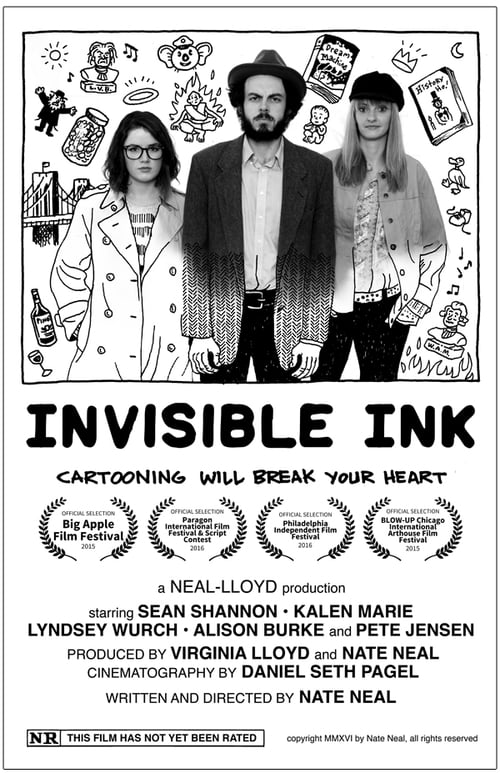 Dream Machine
History, Ho!
L.V.B.
PINO NO
W.A.M.
INVISIBLE INK
CARTOONING WILL BREAK YOUR HEART
OFFICIAL SELECTION
Big Apple
Film Festival
2015
OFFICIAL SELECTION
Paragon
International Film
Festival & Script
Contest
2016
OFFICIAL SELECTION
Philadelphia
Independent Film
Festival
2016
OFFICIAL SELECTION
BLOW-UP Chicago
International
Arthouse Film
Festival
2015
a NEAL-LLOYD production
starring SEAN SHANNON • KALEN MARIE
LYNDSEY WURCH • ALISON BURKE and PETE JENSEN
PRODUCED BY VIRGINIA LLOYD and NATE NEAL
CINEMATOGRAPHY BY DANIEL SETH PAGEL
WRITTEN AND DIRECTED BY NATE NEAL
NR THIS FILM HAS NOT YET BEEN RATED
copyright MMXVI by Nate Neal, all rights reserved